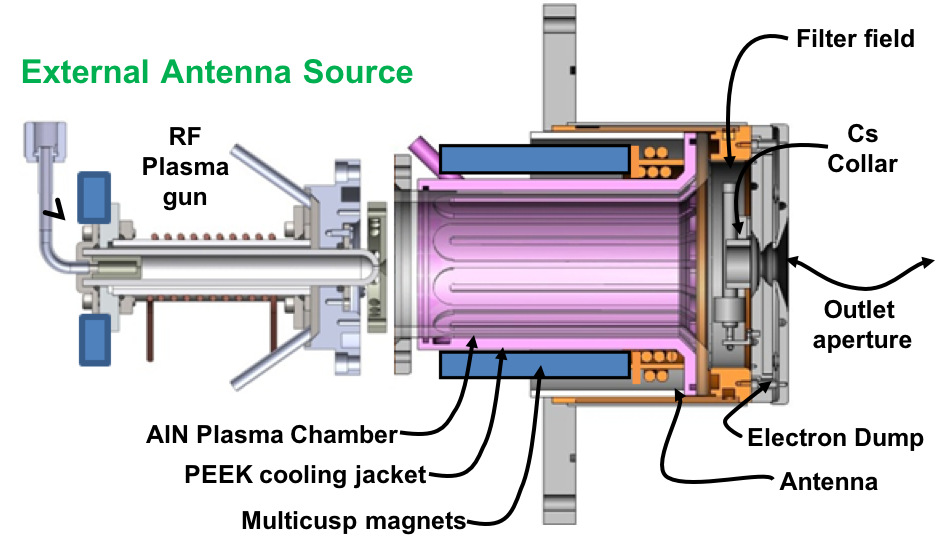 External Antenna Source
RF
Plasma
gun
Filter field
Cs
Collar
Outlet
aperture
AlN Plasma Chamber
PEEK cooling jacket
Multicusp magnets
Electron Dump
Antenna